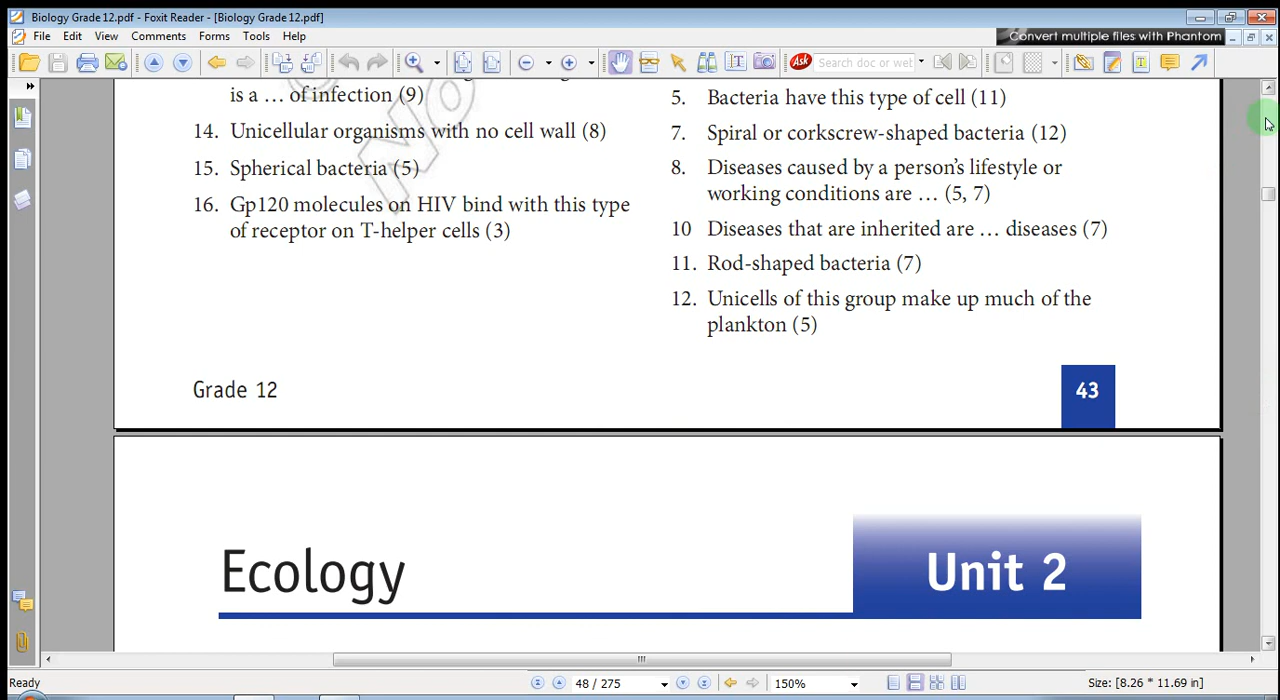 Biology Grade 12.pdf - Foxit Reader - [Biology Grade 12.pdf]
File Edit View Comments Forms Tools Help
Convert multiple files with Phantom
Ask Search doc or web
is a … of infection (9)
14. Unicellular organisms with no cell wall (8)
15. Spherical bacteria (5)
16. Gp120 molecules on HIV bind with this type
of receptor on T-helper cells (3)
5. Bacteria have this type of cell (11)
7. Spiral or corkscrew-shaped bacteria (12)
8. Diseases caused by a person's lifestyle or
working conditions are … (5, 7)
10 Diseases that are inherited are … diseases (7)
11. Rod-shaped bacteria (7)
12. Unicells of this group make up much of the
plankton (5)
Grade 12
43
Ecology
Unit 2
Ready
48 / 275
150%
Size: [8.26 * 11.69 in]